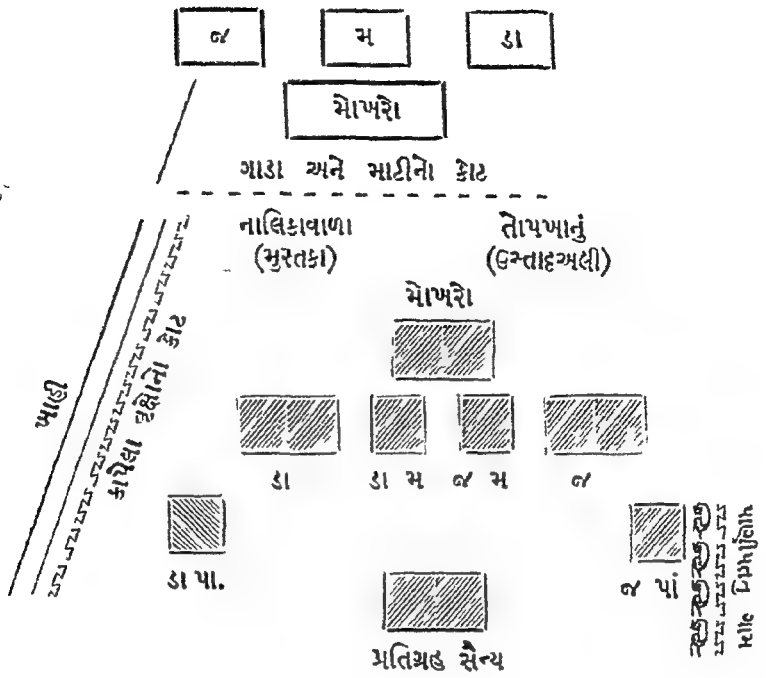 જ મ ડા
મોખરો
ગાડા અને માટીનો કોટ
નાલિકાવાળા
(મુસ્તફા)
તોપખાનું
(ઉસ્તાદઅલી)
મોખરો
ખાહી
કાપેલા વૃક્ષોનો કોટ
ડા ડા મ જ મ જ
ડા પા.
જ પાં
પ્રતિગ્રહ સૈન્ય